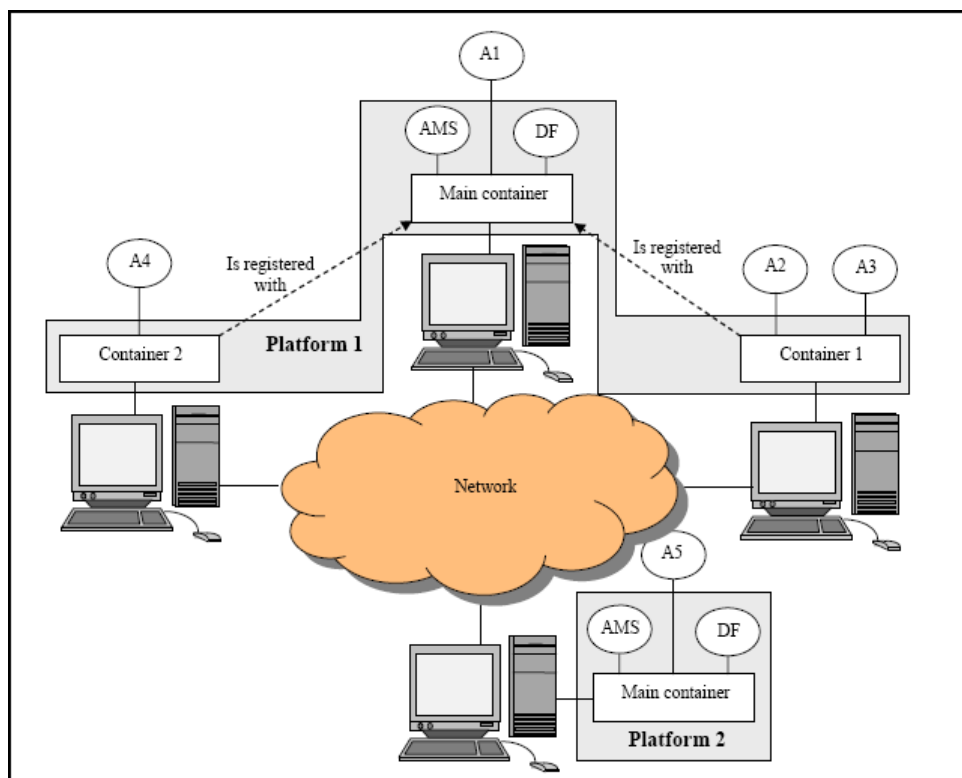 A1
AMS
DF
Main container
Is registered
with
Is registered
with
A4
A2
A3
Container 2
Platform 1
Container 1
Network
A5
AMS
DF
Main container
Platform 2